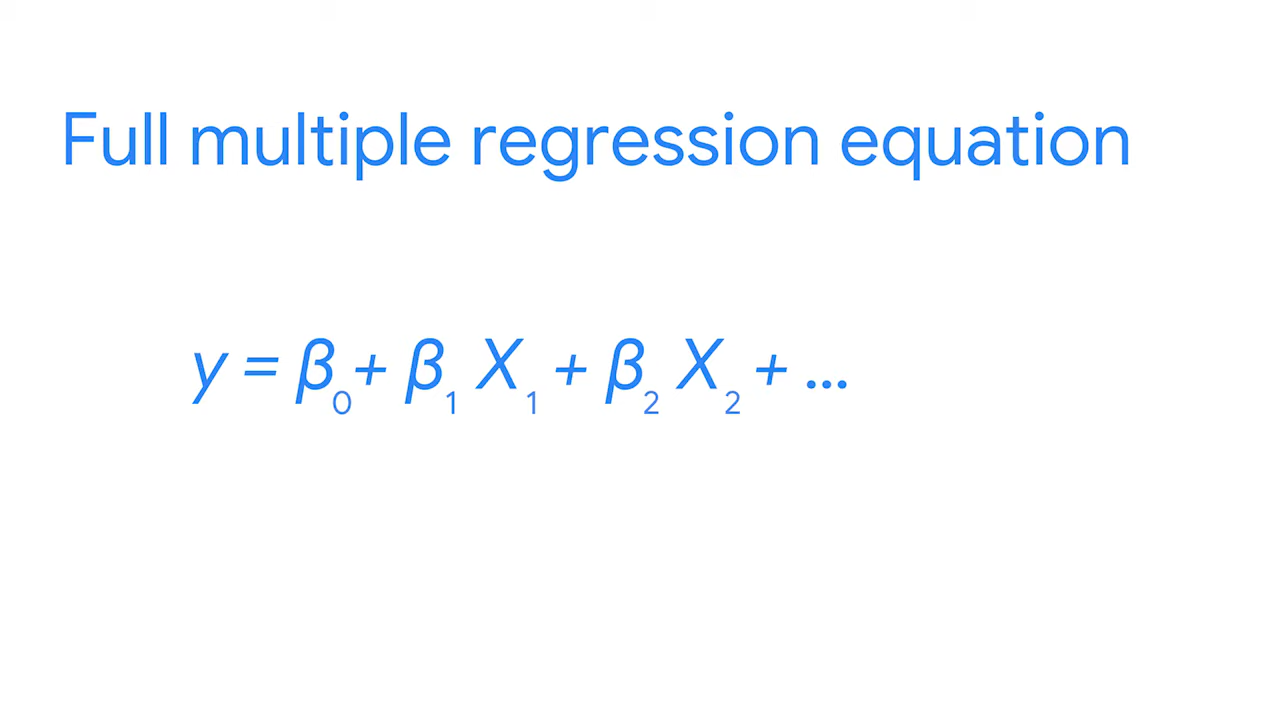 Full multiple regression equation
y = β₀+ β₁ X₁ + β₂ X₂ + ...